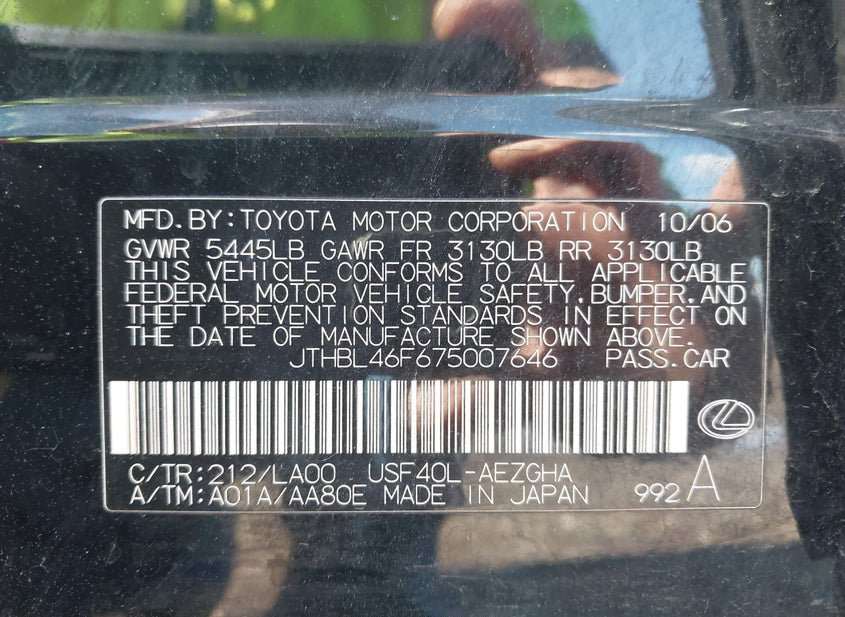 MFD.BY:TOYOTA MOTOR CORPORATION 10/06
GVWR 5445LB GAWR FR 3130LB RR 3130LB
THIS VEHICLE CONFORMS TO ALL APPLICABLE
FEDERAL MOTOR VEHICLE SAFETY,BUMPER,AND
THEFT PREVENTION STANDARDS IN EFFECT ON
THE DATE OF MANUFACTURE SHOWN ABOVE.
JTHBL46F675007646 PASS.CAR
C/TR:212/LA00 USF40L-AEZGHA
A/TM:A01A/AA80E MADE IN JAPAN 992 A